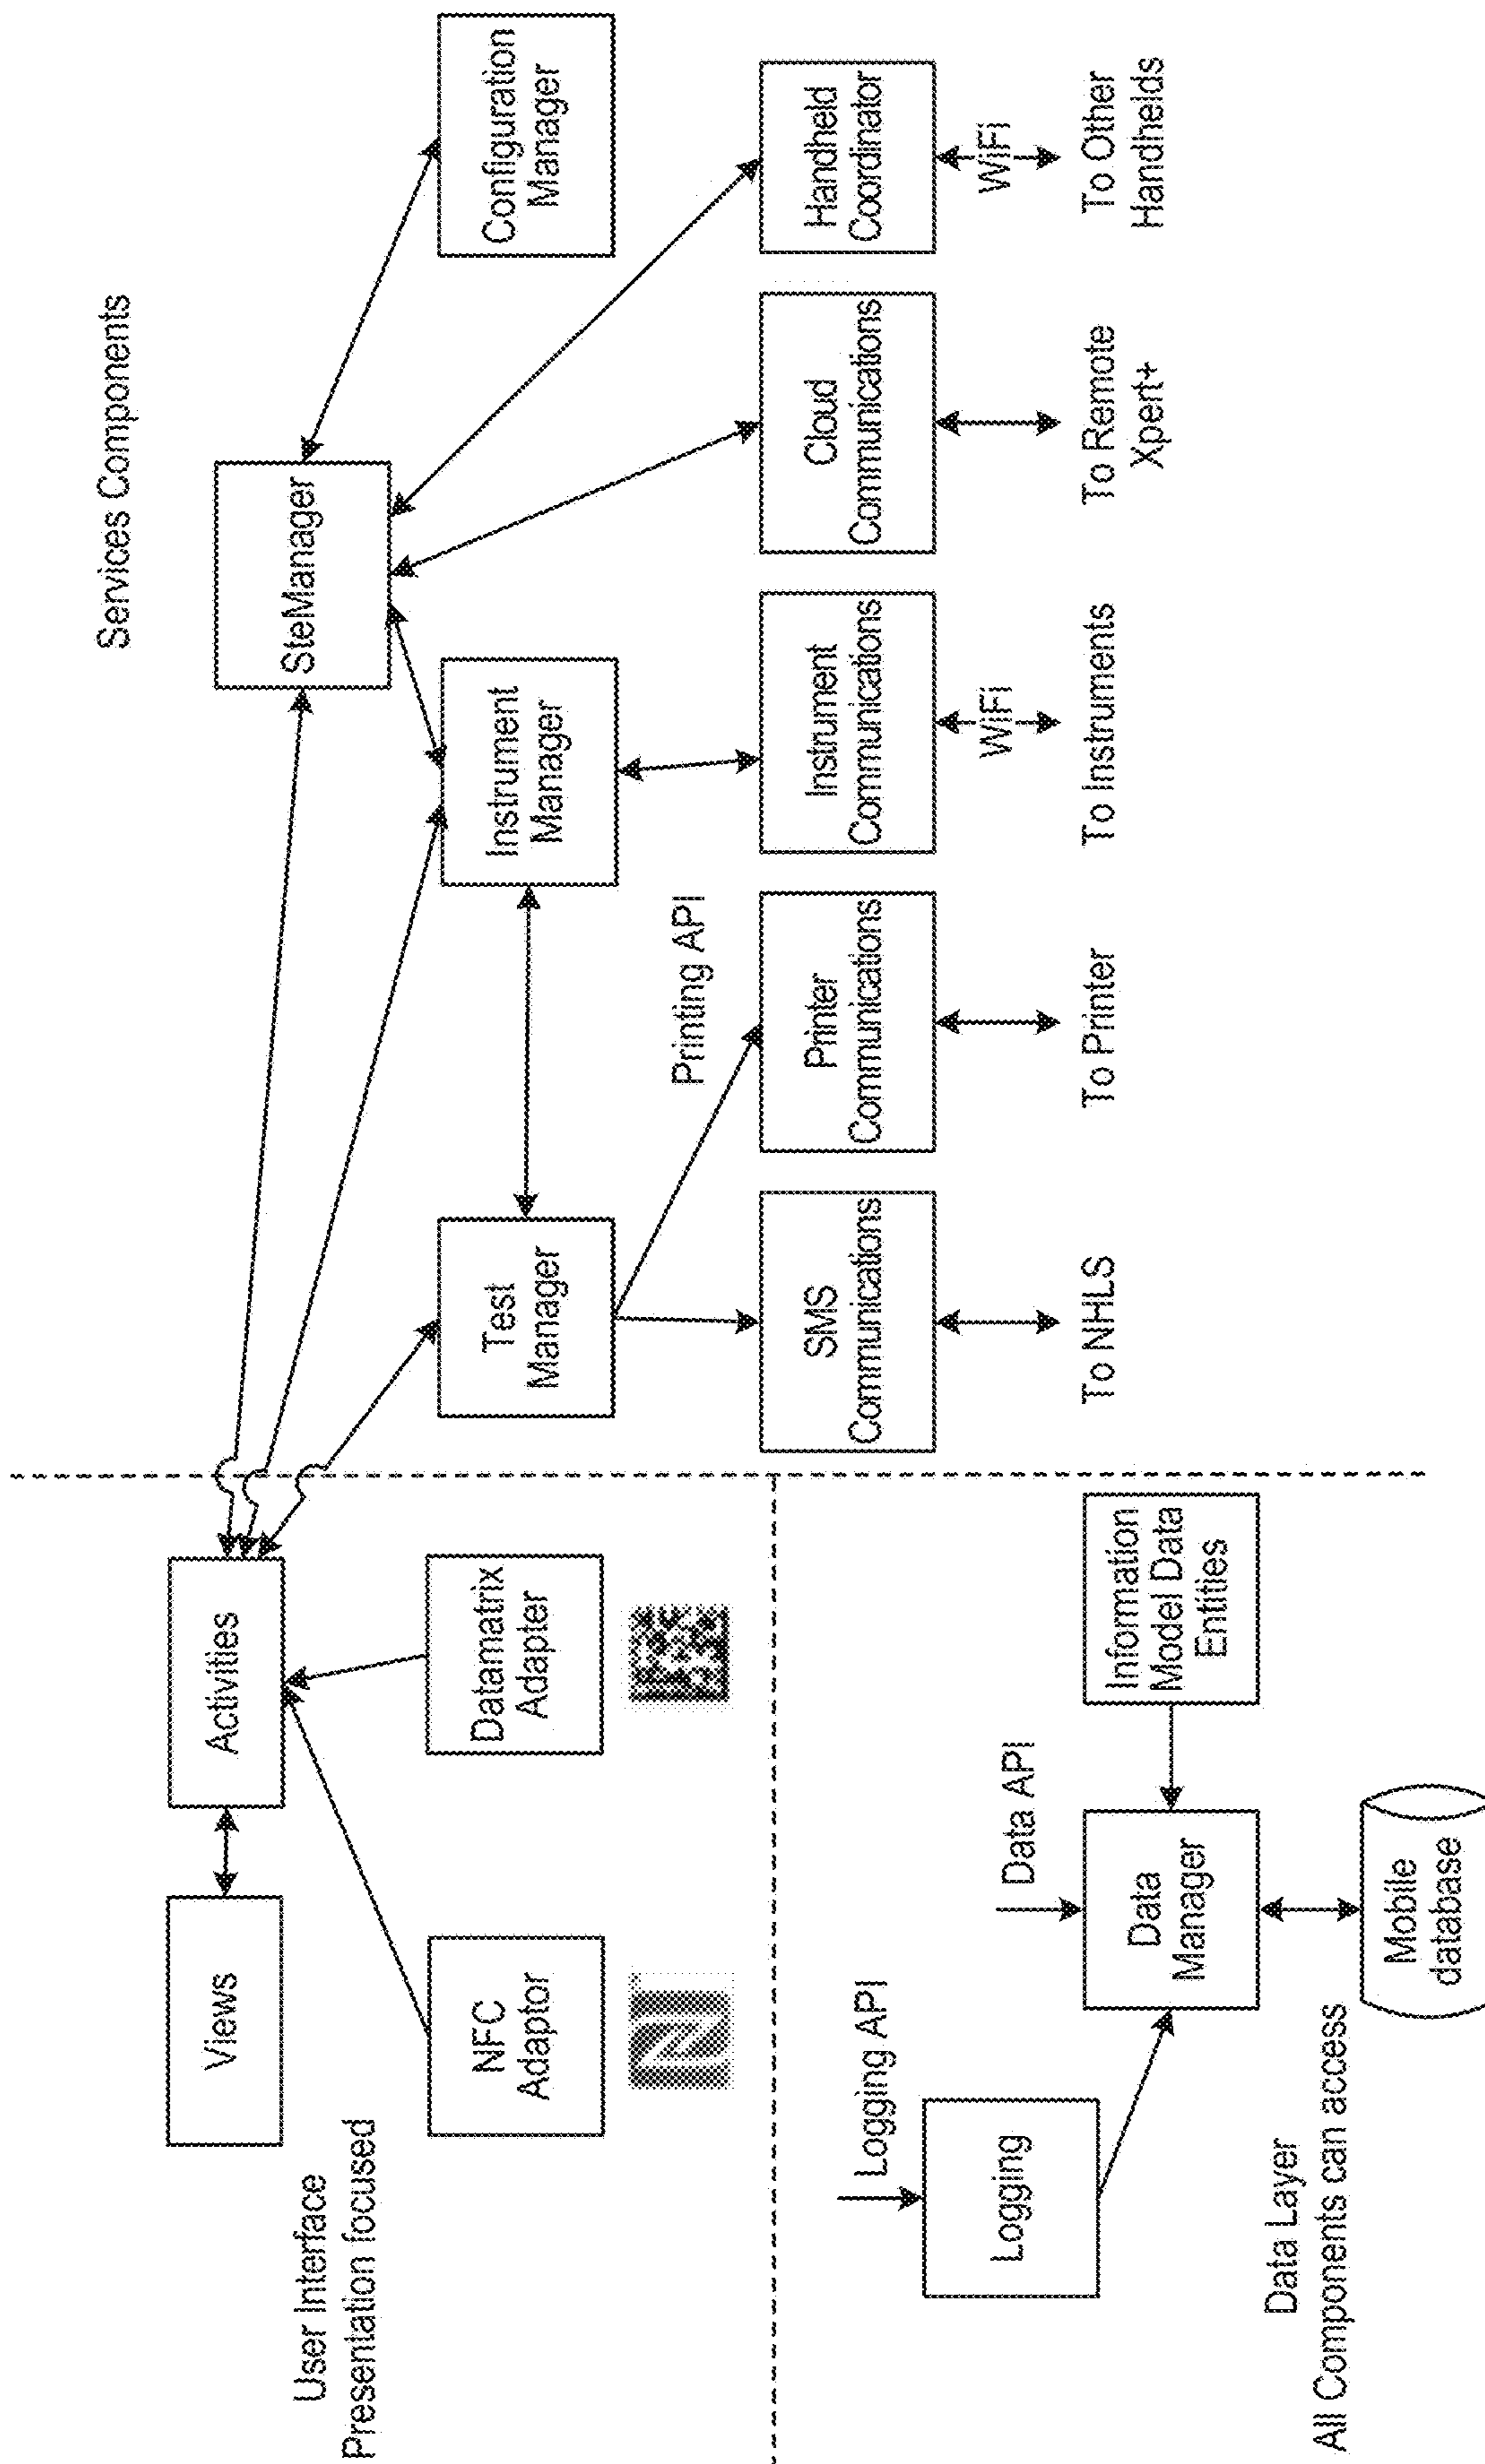 User Interface
Presentation focused
Views
Activities
NFC
Adaptor
Datamatrix
Adapter
Services Components
SteManager
Configuration
Manager
Test
Manager
Instrument
Manager
Printing API
SMS
Communications
Printer
Communications
Instrument
Communications
Cloud
Communications
Handheld
Coordinator
WiFi
WiFi
To NHLS
To Printer
To Instruments
To Remote
Xpert+
To Other
Handhelds
Logging API
Logging
Data API
Data
Manager
Information
Model Data
Entities
Mobile
database
Data Layer
All Components can access